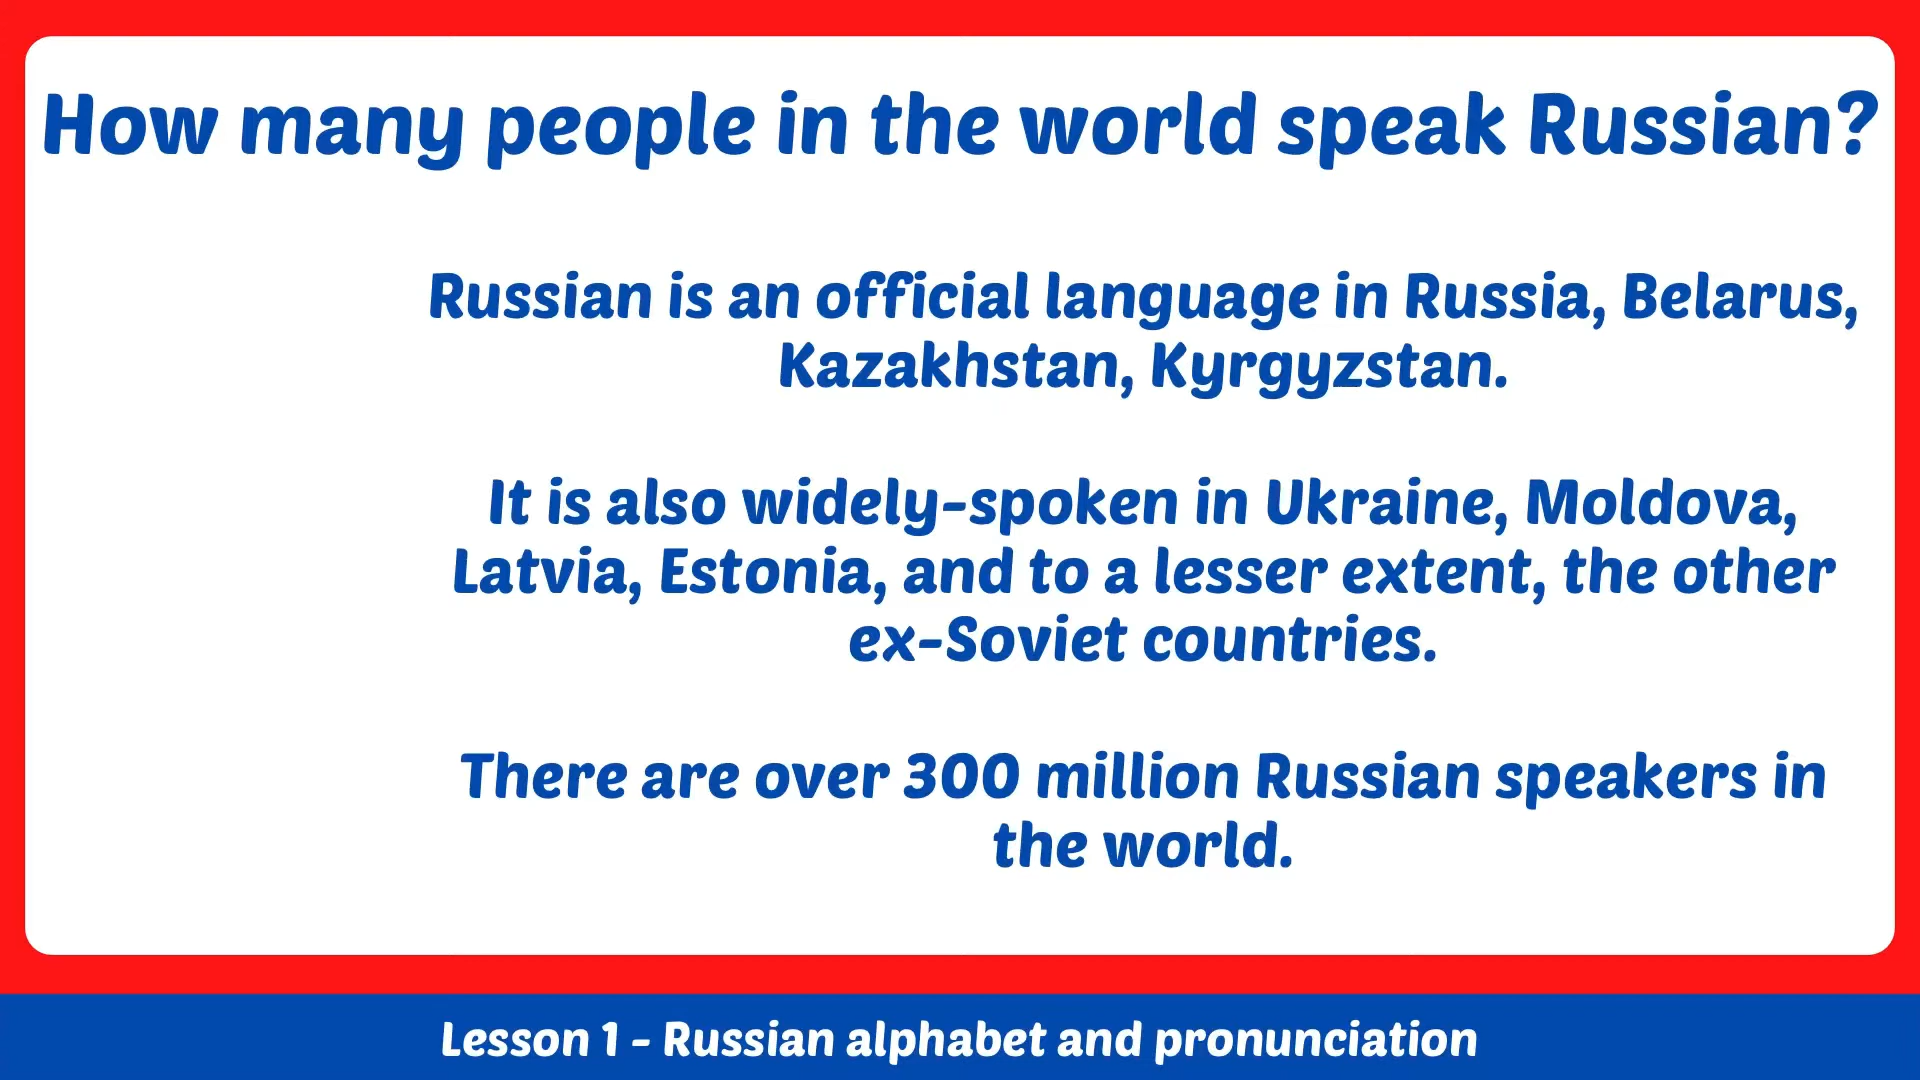 How many people in the world speak Russian?
Russian is an official language in Russia, Belarus,
Kazakhstan, Kyrgyzstan.
It is also widely-spoken in Ukraine, Moldova,
Latvia, Estonia, and to a lesser extent, the other
ex-Soviet countries.
There are over 300 million Russian speakers in
the world.
Lesson 1 - Russian alphabet and pronunciation